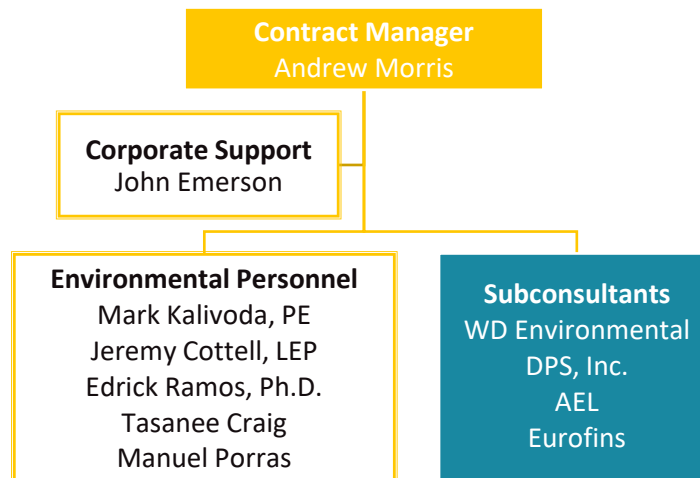 Contract Manager
Andrew Morris
Corporate Support
John Emerson
Environmental Personnel
Mark Kalivoda, PE
Jeremy Cottell, LEP
Edrick Ramos, Ph.D.
Tasanee Craig
Manuel Porras
Subconsultants
WD Environmental
DPS, Inc.
AEL
Eurofins